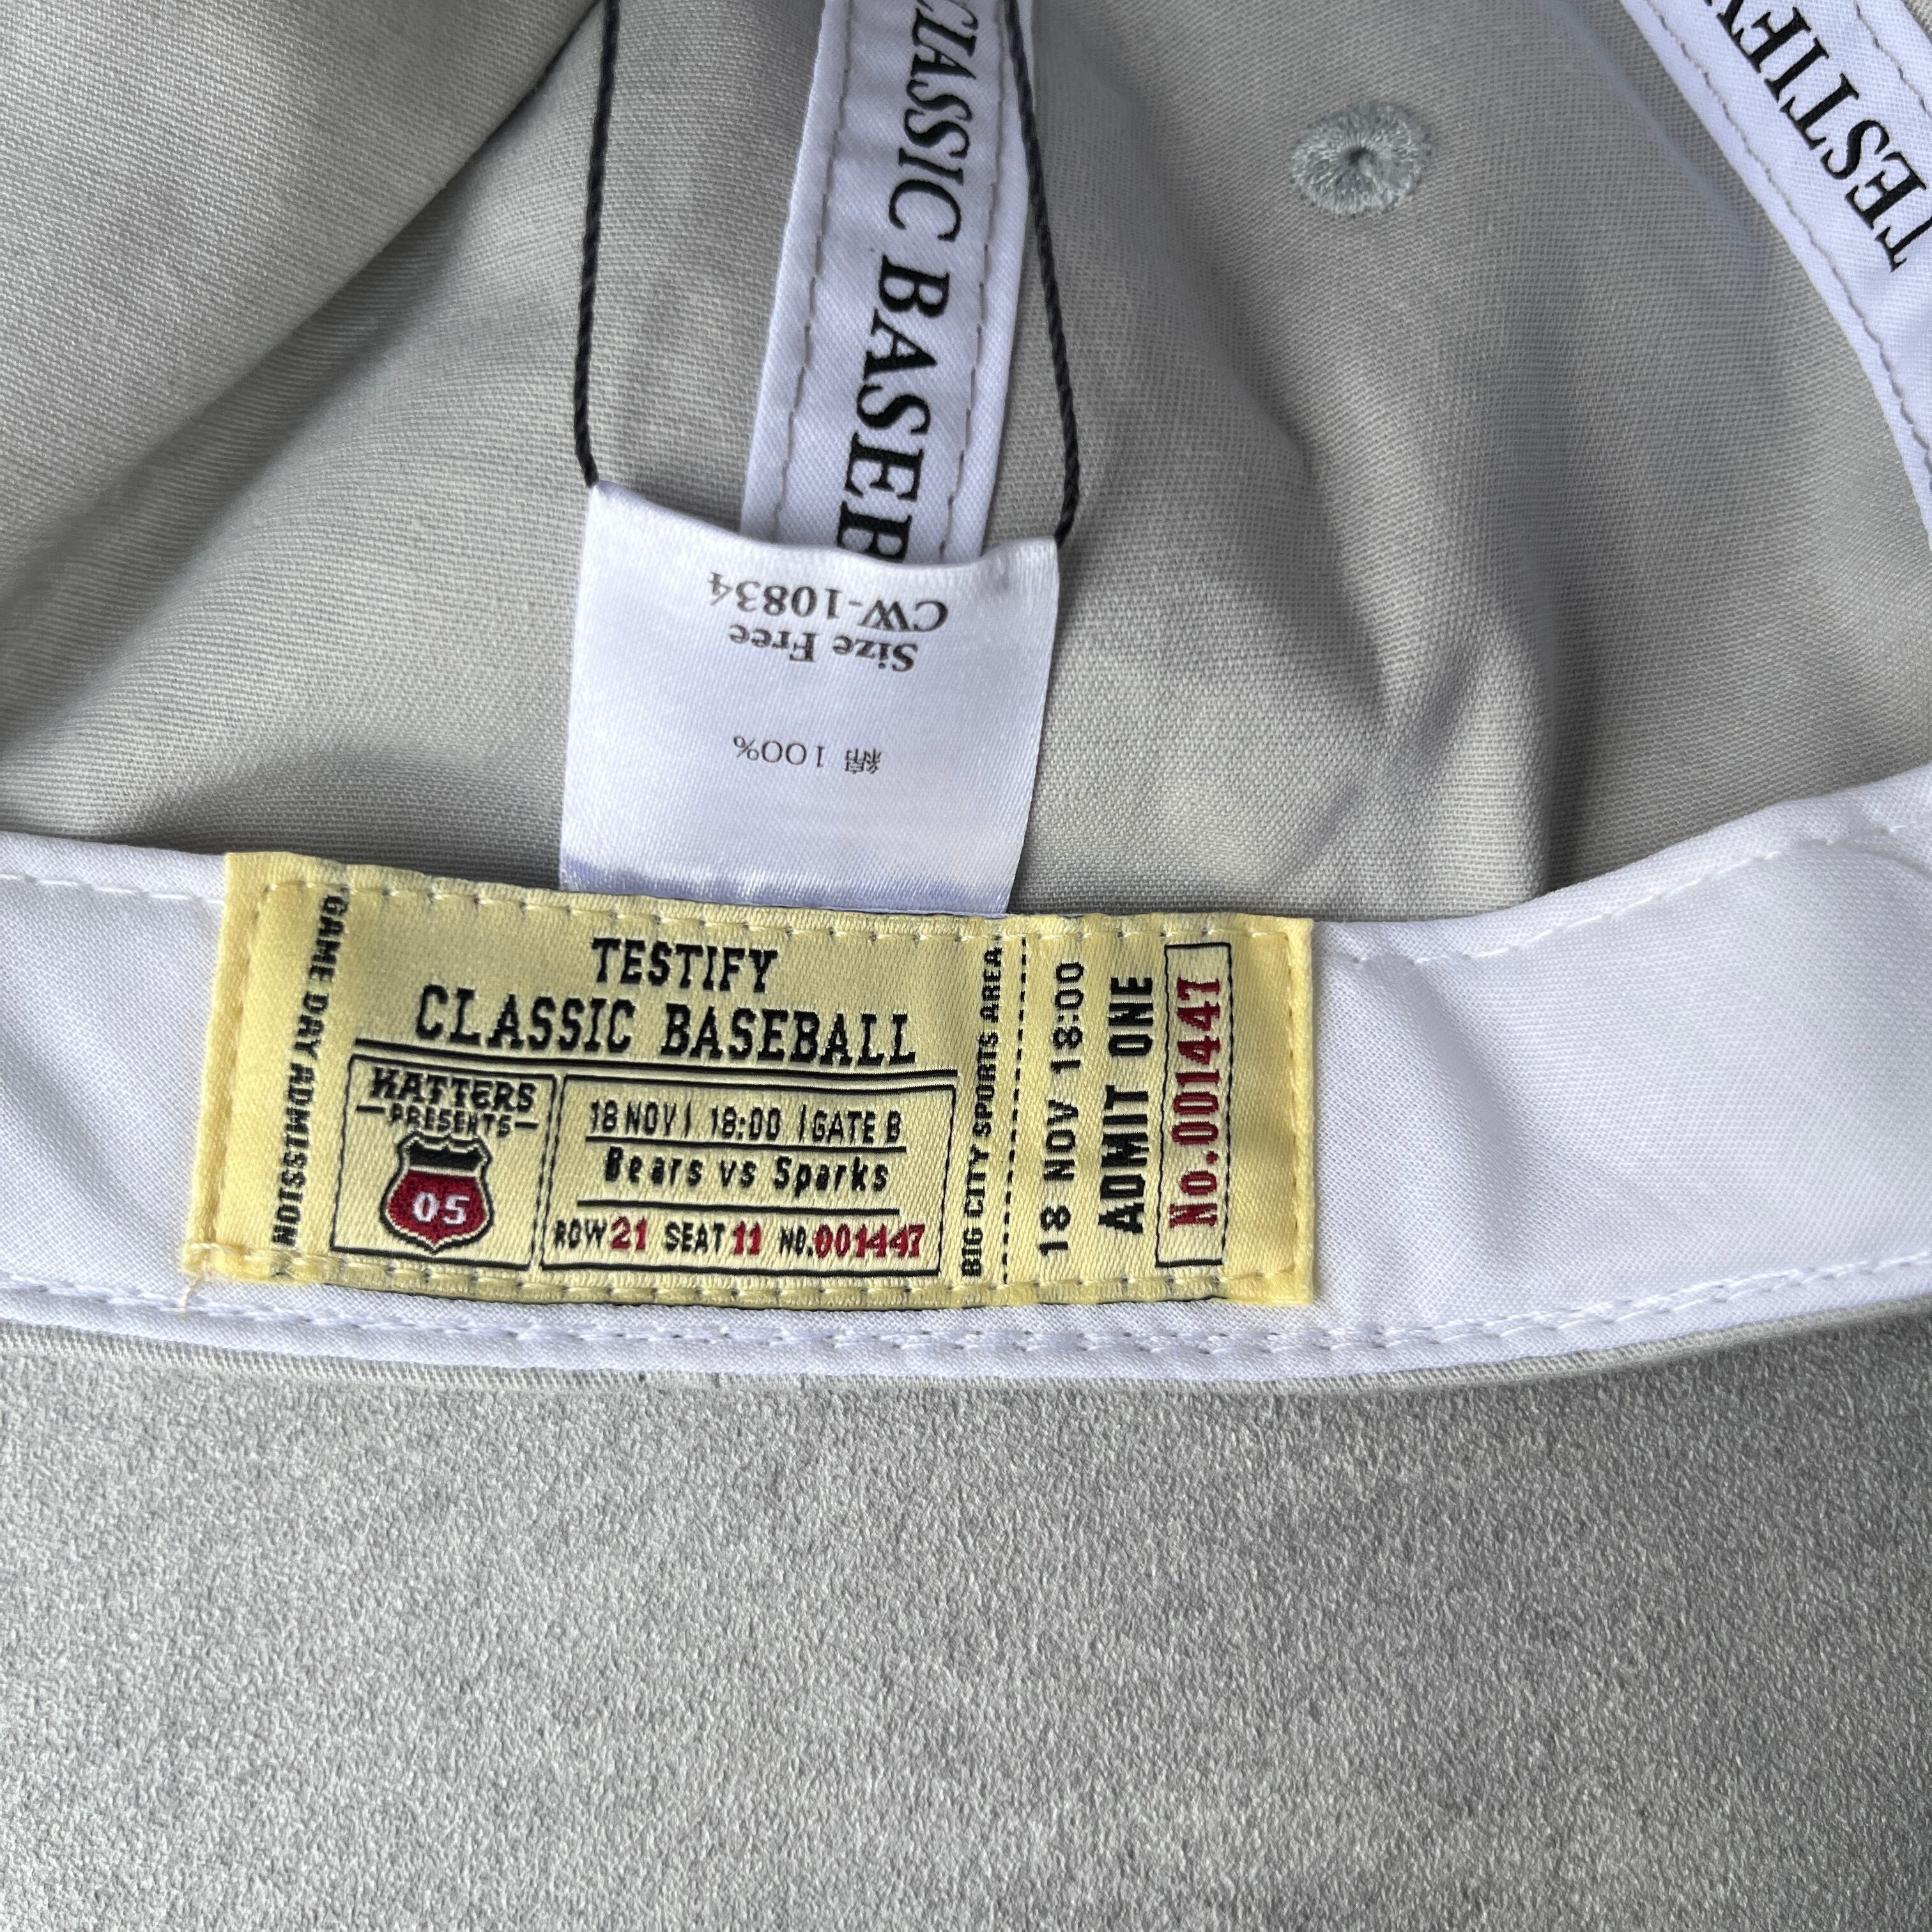 CLASSIC BASEB
TESTIFY
CW-10834
Size Free
綿 100%
GAME DAY ADMISSION
TESTIFY
CLASSIC BASEBALL
HATTERS
PRESENTS
05
18 NOV | 18:00 | GATE B
Bears vs Sparks
ROW 21 SEAT 11 NO.001447
BIG CITY SPORTS AREA
18 NOV 18:00
ADMIT ONE
No.001447